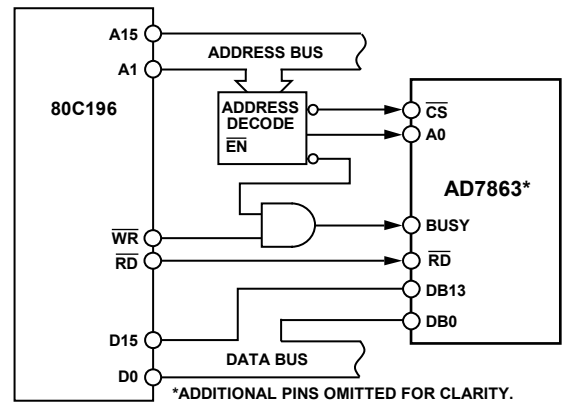 A15
ADDRESS BUS
A1
80C196
ADDRESS
DECODE
EN
CS
A0
AD7863*
BUSY
WR
RD
RD
DB13
DB0
D15
DATA BUS
D0
*ADDITIONAL PINS OMITTED FOR CLARITY.